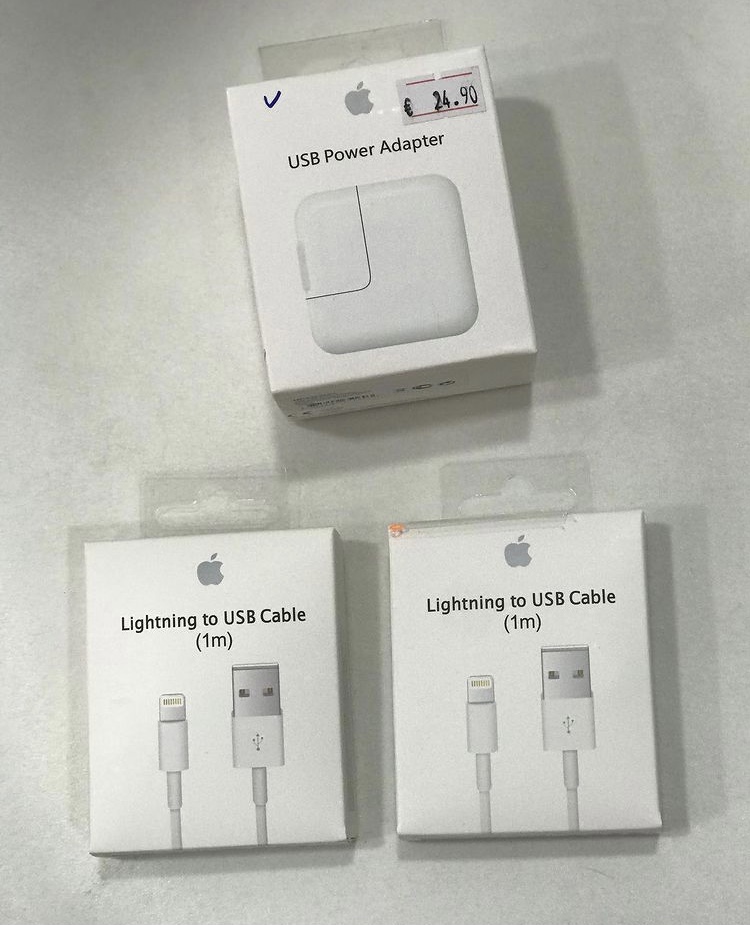 € 24.90
USB Power Adapter
Lightning to USB Cable
(1m)
Lightning to USB Cable
(1m)